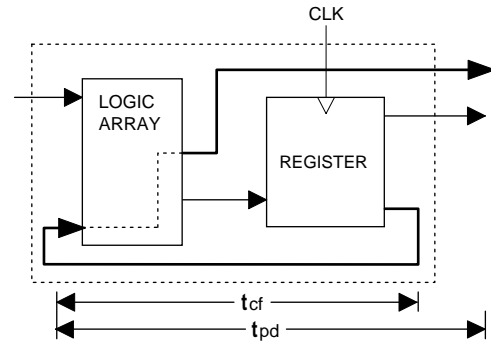 CLK
LOGIC
ARRAY
REGISTER
tcf
tpd